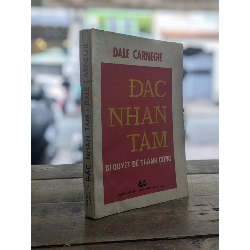 DALE CARNEGIE
ĐẮC
NHÂN
TÂM
BÍ QUYẾT ĐỂ THÀNH CÔNG
ĐẮC NHÂN TÂM - DALE CARNEGIE